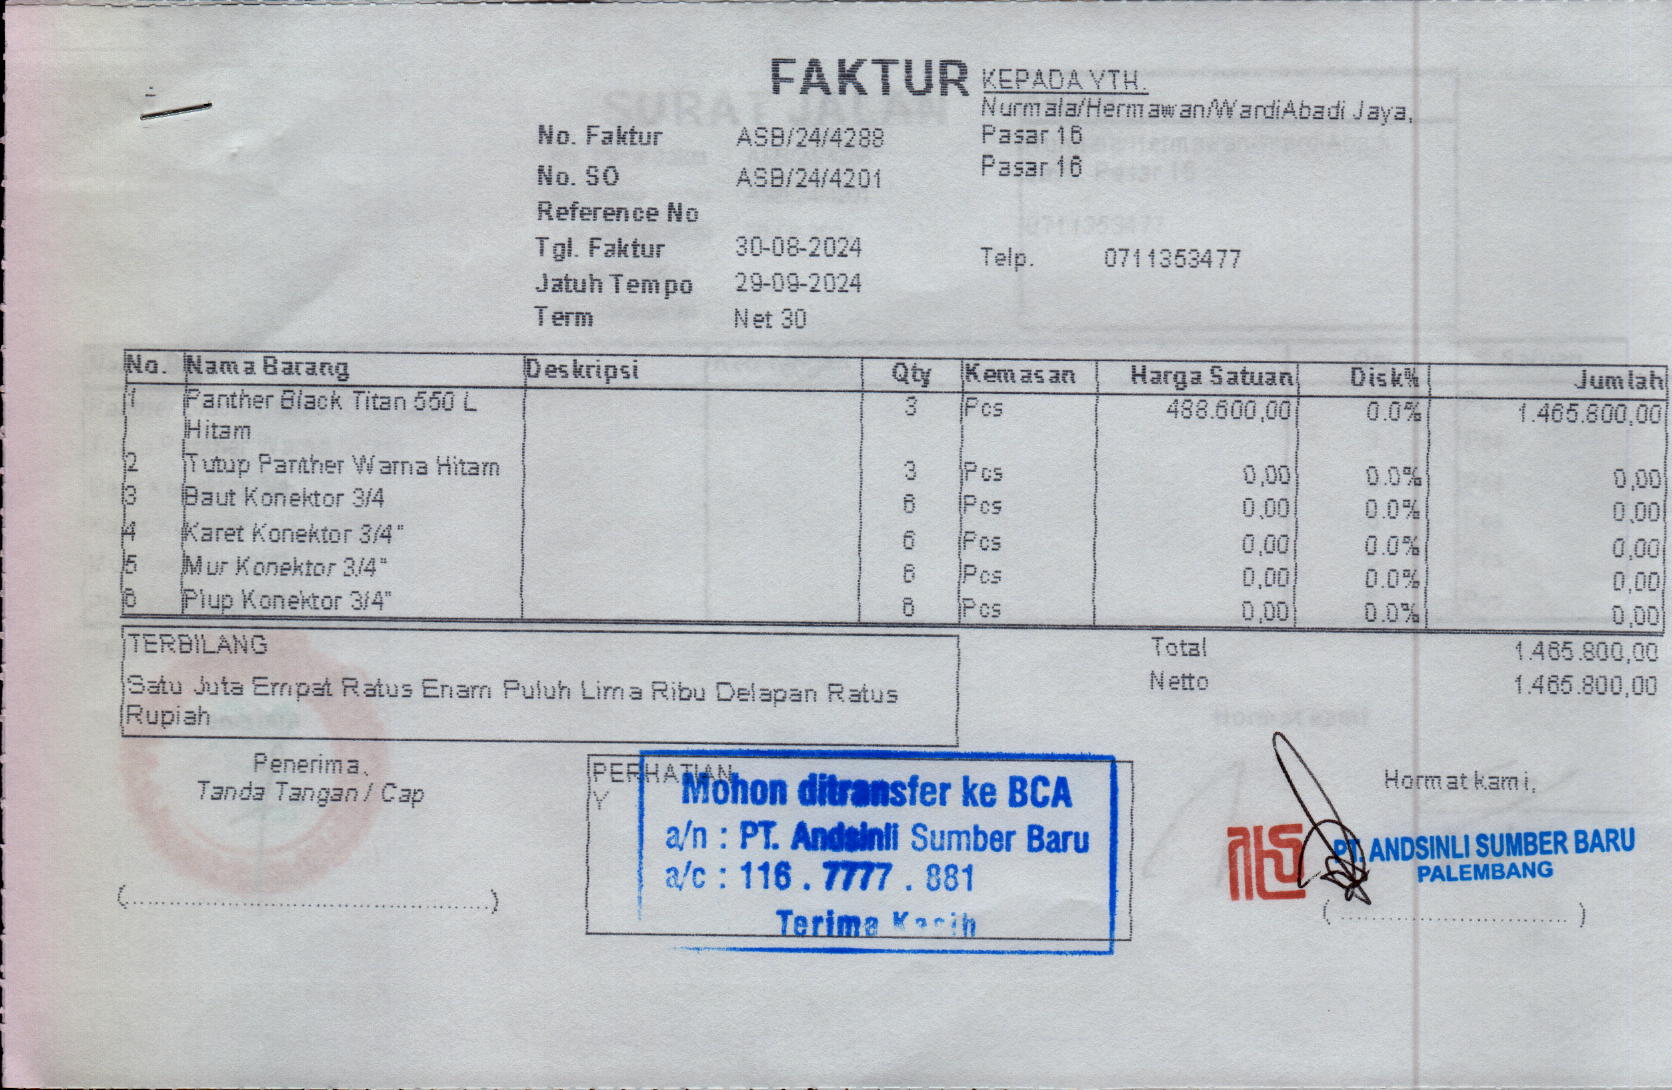 FAKTUR
No. Faktur ASB/24/4288
No. SO ASB/24/4201
Reference No
Tgl. Faktur 30-08-2024
Jatuh Tempo 29-09-2024
Term Net 30
KEPADA YTH.
Nurmala/Hermawan/WardiAbadi Jaya,
Pasar 16
Pasar 16
Telp. 0711353477
No. Nama Barang Deskripsi Qty Kemasan Harga Satuan Disk% Jumlah
1 Panther Black Titan 550 L 3 Pcs 488.600,00 0.0% 1.465.800,00
Hitam
2 Tutup Panther Warna Hitam 3 Pcs 0,00 0.0% 0,00
3 Baut Konektor 3/4 6 Pcs 0,00 0.0% 0,00
4 Karet Konektor 3/4" 6 Pcs 0,00 0.0% 0,00
5 Mur Konektor 3/4" 6 Pcs 0,00 0.0% 0,00
6 Plup Konektor 3/4" 6 Pcs 0,00 0.0% 0,00
TERBILANG
Satu Juta Empat Ratus Enam Puluh Lima Ribu Delapan Ratus
Rupiah
Total 1.465.800,00
Netto 1.465.800,00
Penerima,
Tanda Tangan / Cap
PERHATIAN
Y
Mohon ditransfer ke BCA
a/n : PT. Andsinli Sumber Baru
a/c : 116 . 7777 . 881
Terima Kasih
Hormat kami,
PT. ANDSINLI SUMBER BARU
PALEMBANG